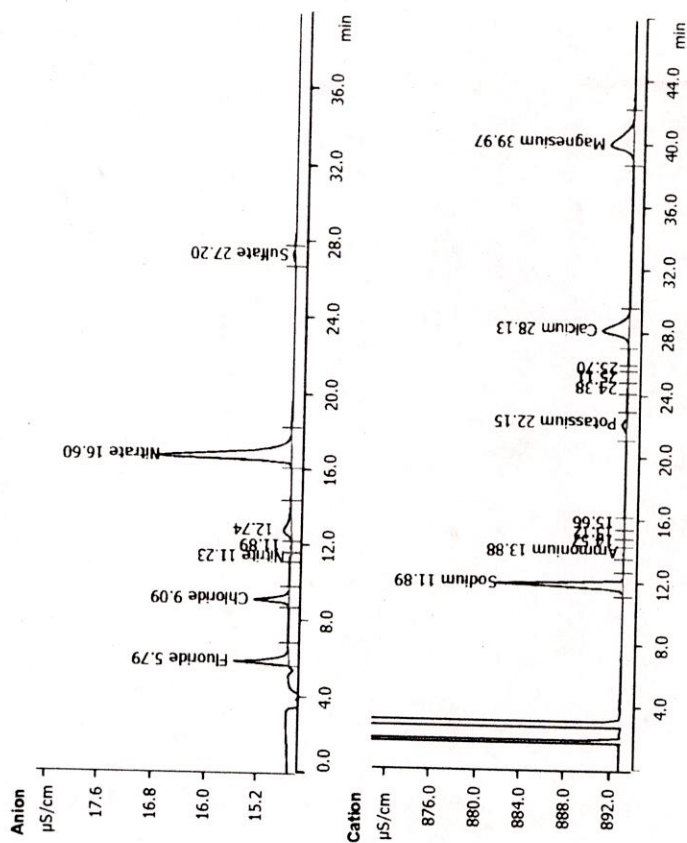 Anion
µS/cm
17.6
16.8
16.0
15.2
0.0
4.0
8.0
12.0
16.0
20.0
24.0
28.0
32.0
36.0
min
Fluoride 5.79
Chloride 9.09
Nitrite 11.23
11.89
12.74
Nitrate 16.60
Sulfate 27.20
Cation
µS/cm
876.0
880.0
884.0
888.0
892.0
4.0
8.0
12.0
16.0
20.0
24.0
28.0
32.0
36.0
40.0
44.0
min
Sodium 11.89
Ammonium 13.88
15.66
Potassium 22.15
24.38
25.11
25.70
Calcium 28.13
Magnesium 39.97